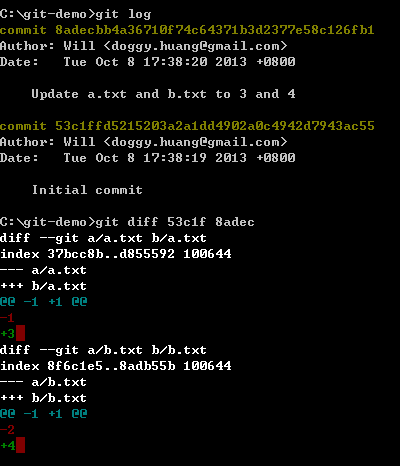 C:\git-demo>git log
commit 8adecbb4a36710f74c64371b3d2377e58c126fb1
Author: Will <doggy.huang@gmail.com>
Date:   Tue Oct 8 17:38:20 2013 +0800
    Update a.txt and b.txt to 3 and 4
commit 53c1ffd5215203a2a1dd4902a0c4942d7943ac55
Author: Will <doggy.huang@gmail.com>
Date:   Tue Oct 8 17:38:19 2013 +0800
    Initial commit
C:\git-demo>git diff 53c1f 8adec
diff --git a/a.txt b/a.txt
index 37bcc8b..d855592 100644
--- a/a.txt
+++ b/a.txt
@@ -1 +1 @@
-1
+3
diff --git a/b.txt b/b.txt
index 8f6c1e5..8adb55b 100644
--- a/b.txt
+++ b/b.txt
@@ -1 +1 @@
-2
+4